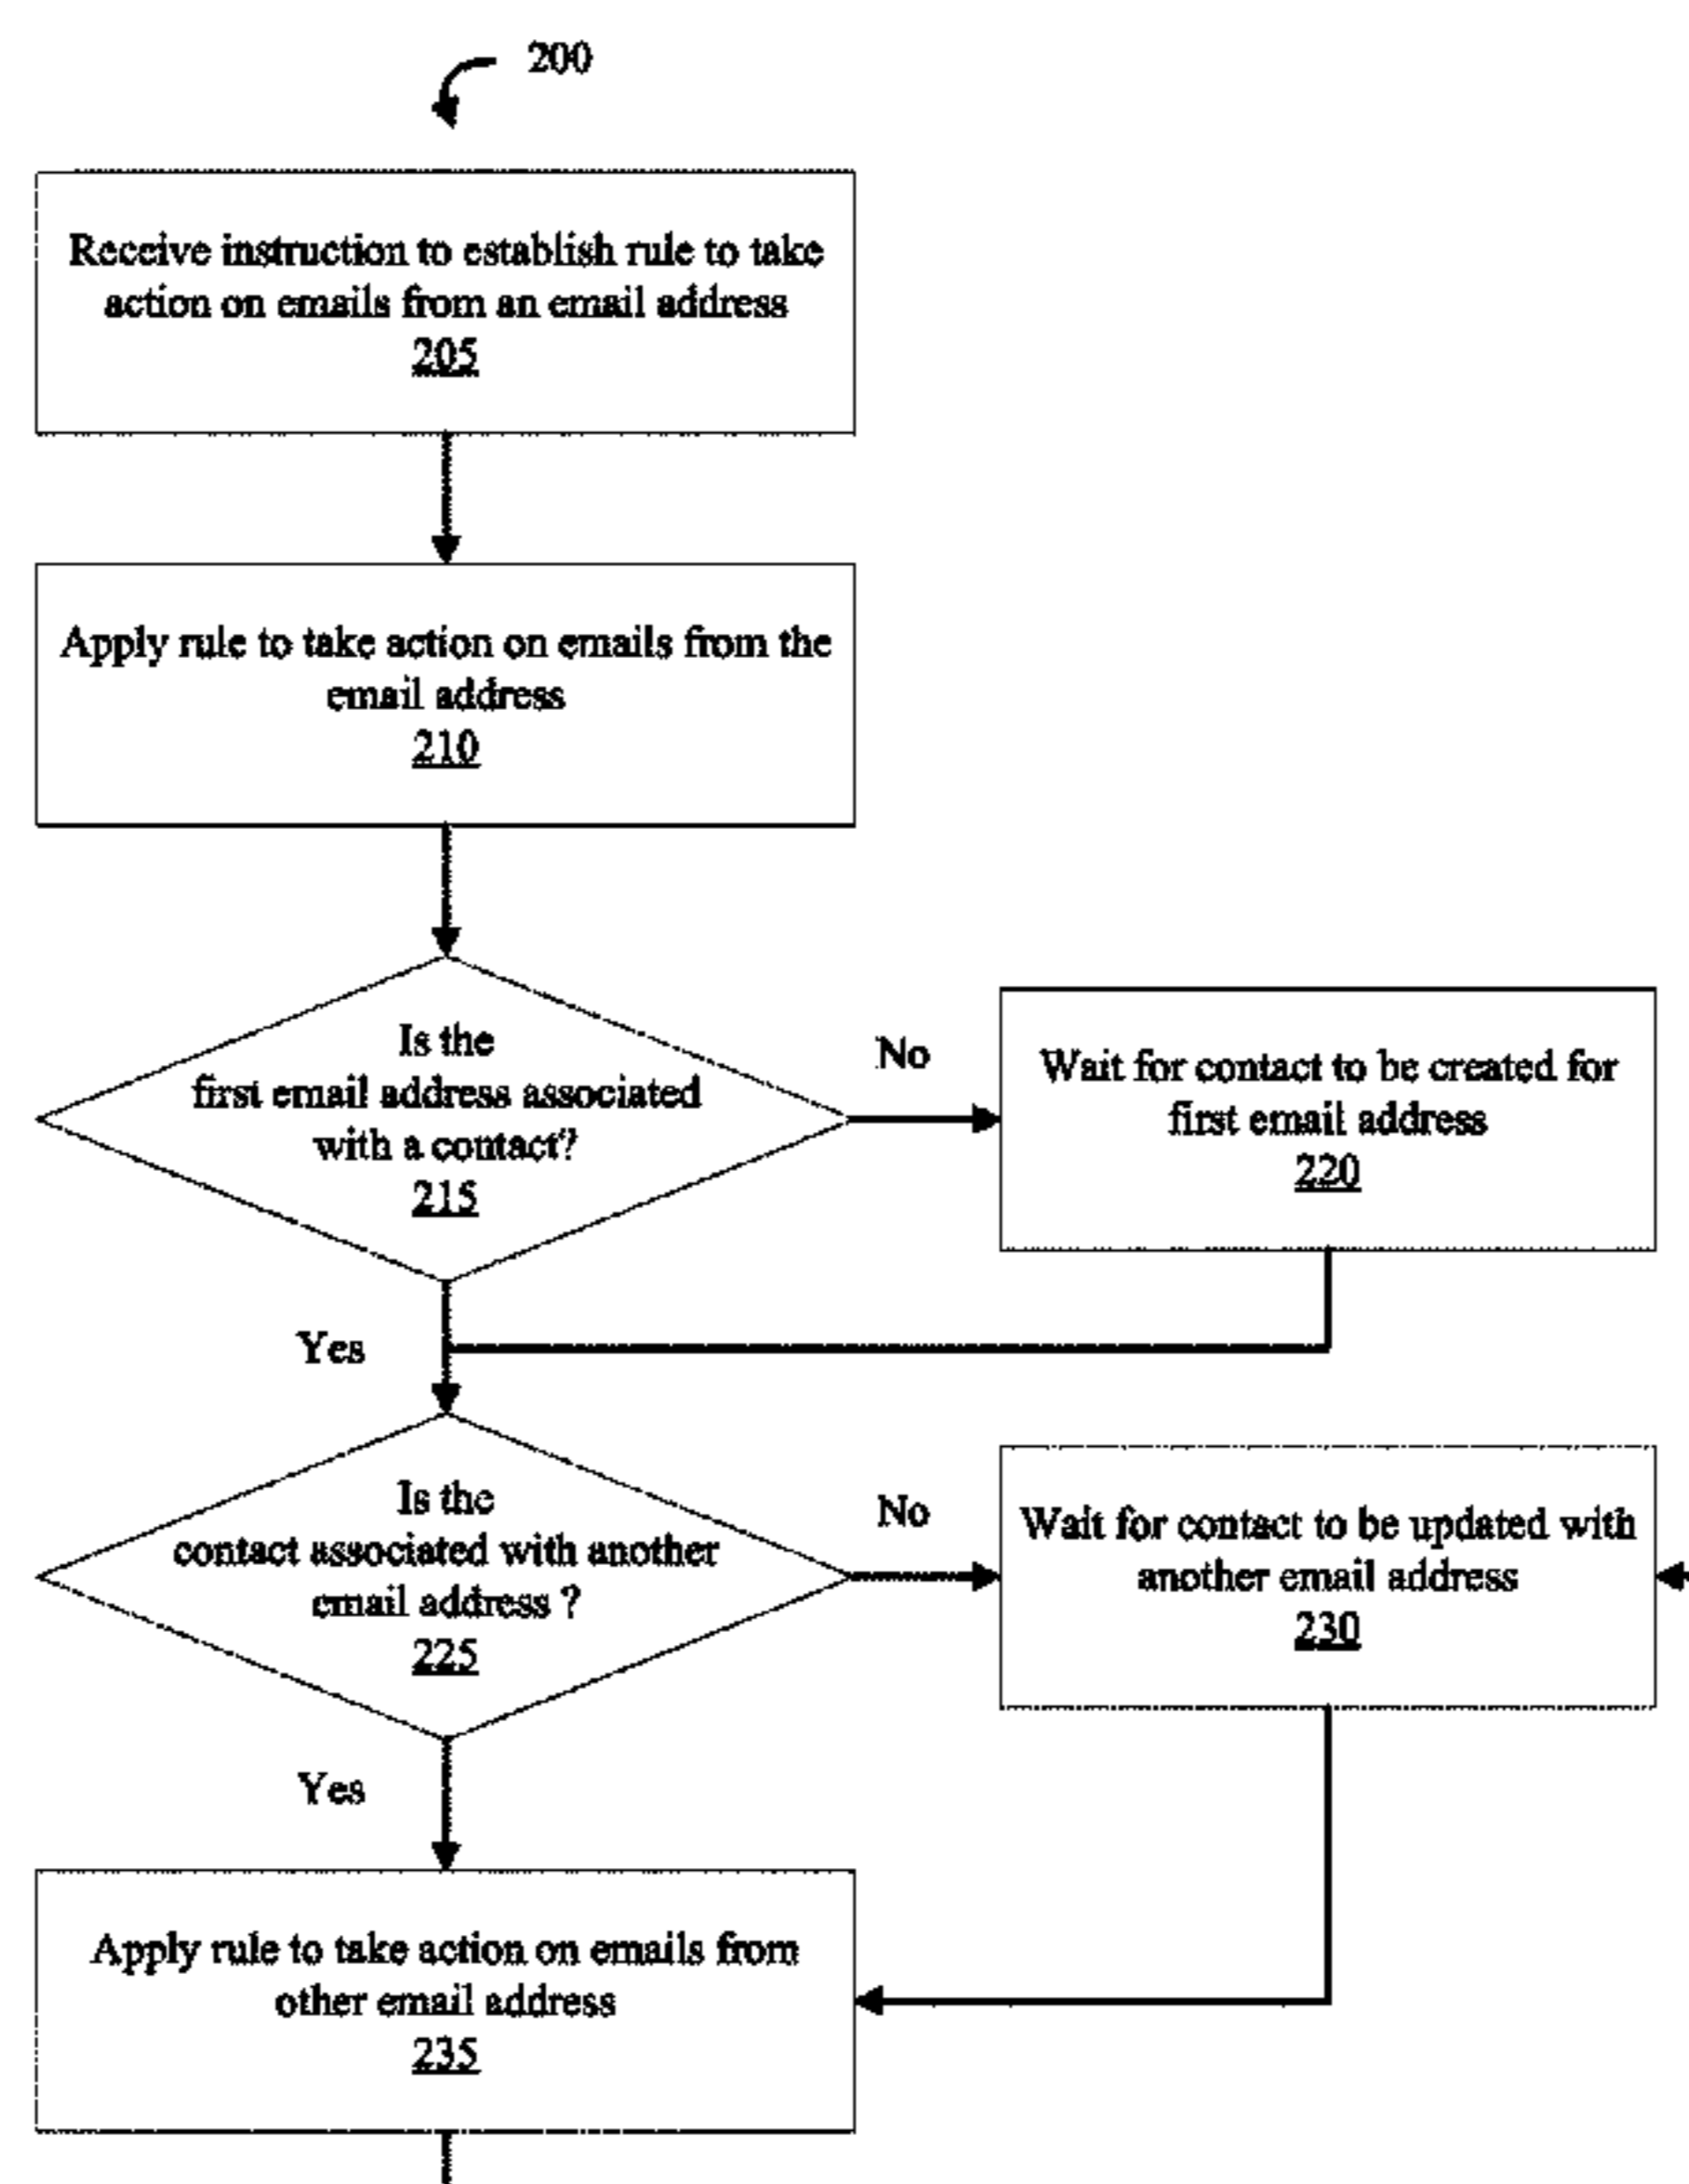 200
Receive instruction to establish rule to take
action on emails from an email address
205
Apply rule to take action on emails from the
email address
210
Is the
first email address associated
with a contact?
215
No
Wait for contact to be created for
first email address
220
Yes
Is the
contact associated with another
email address ?
225
No
Wait for contact to be updated with
another email address
230
Yes
Apply rule to take action on emails from
other email address
235